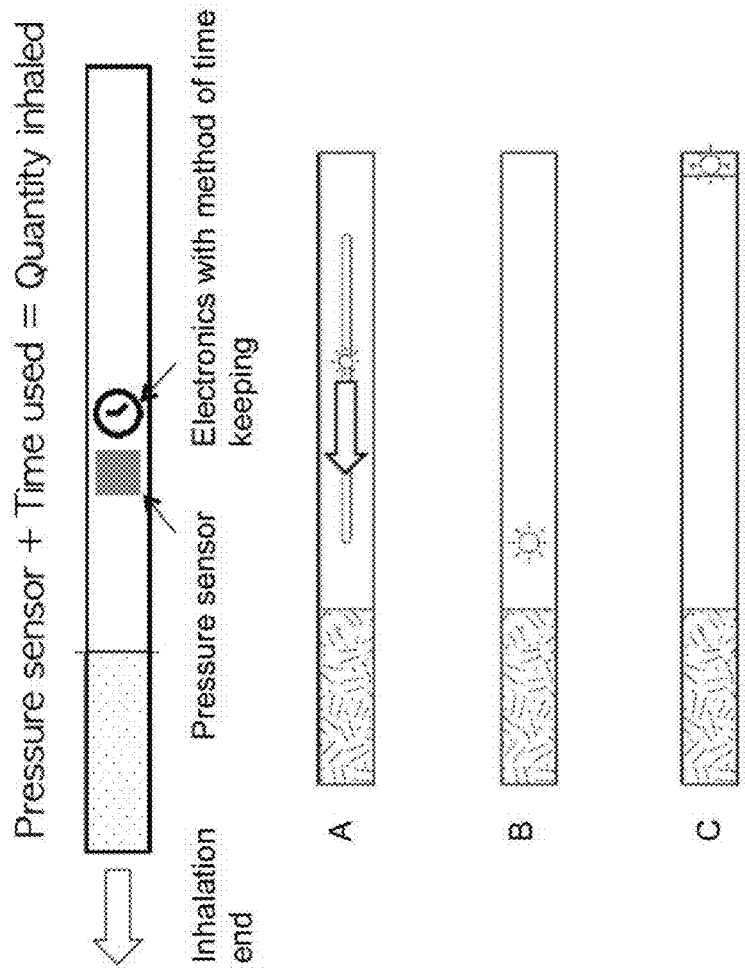 Pressure sensor + Time used = Quantity inhaled
Inhalation
end
Pressure sensor
Electronics with method of time
keeping
A
B
C